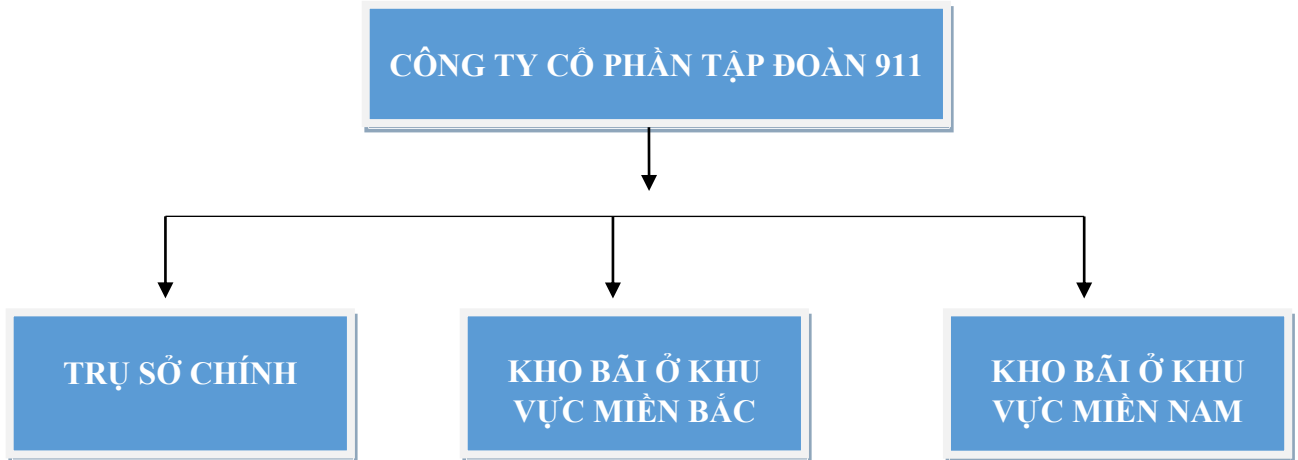 CÔNG TY CỔ PHẦN TẬP ĐOÀN 911
TRỤ SỞ CHÍNH
KHO BÃI Ở KHU
VỰC MIỀN BẮC
KHO BÃI Ở KHU
VỰC MIỀN NAM